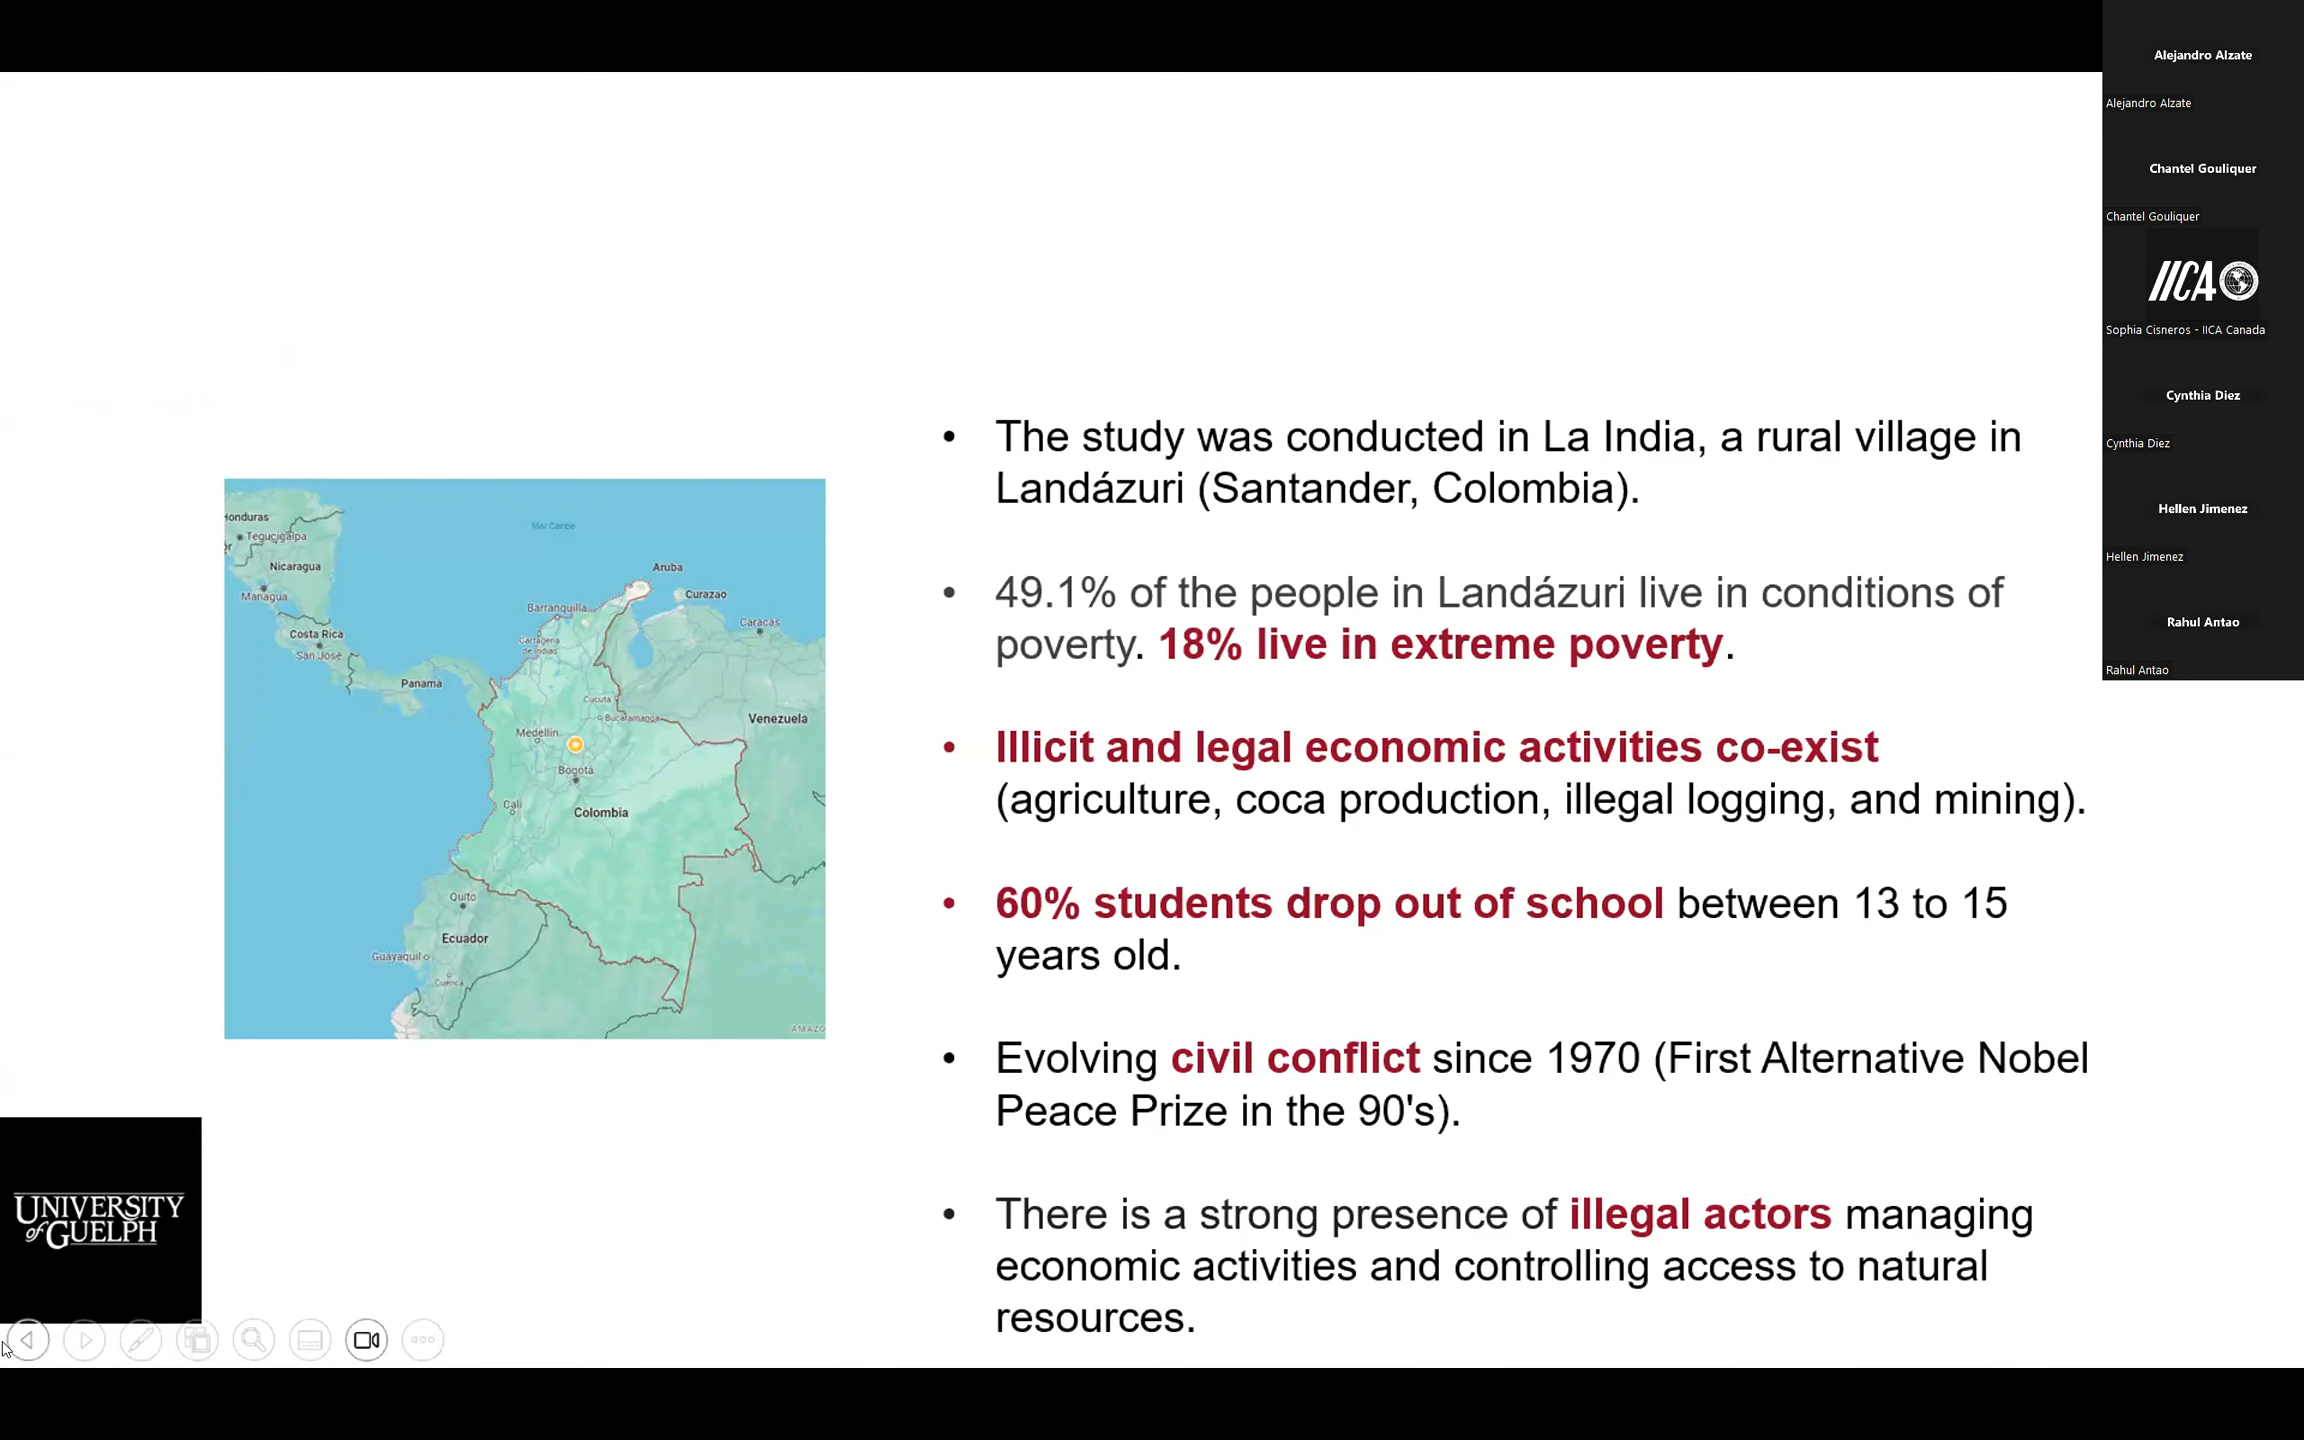 • The study was conducted in La India, a rural village in
Landázuri (Santander, Colombia).
• 49.1% of the people in Landázuri live in conditions of
poverty. 18% live in extreme poverty.
• Illicit and legal economic activities co-exist
(agriculture, coca production, illegal logging, and mining).
• 60% students drop out of school between 13 to 15
years old.
• Evolving civil conflict since 1970 (First Alternative Nobel
Peace Prize in the 90's).
• There is a strong presence of illegal actors managing
economic activities and controlling access to natural
resources.
Honduras
Tegucigalpa
Nicaragua
Managua
Costa Rica
San José
Panamá
Mar Caribe
Aruba
Curazao
Barranquilla
Caracas
Cartagena
de Indias
Cúcuta
Bucaramanga
Venezuela
Medellín
Bogotá
Cali
Colombia
Quito
Ecuador
Guayaquil
Cuenca
AMAZO
UNIVERSITY
of GUELPH
Alejandro Alzate
Alejandro Alzate
Chantel Gouliquer
Chantel Gouliquer
IICA
Sophia Cisneros - IICA Canada
Cynthia Diez
Cynthia Diez
Hellen Jimenez
Hellen Jimenez
Rahul Antao
Rahul Antao